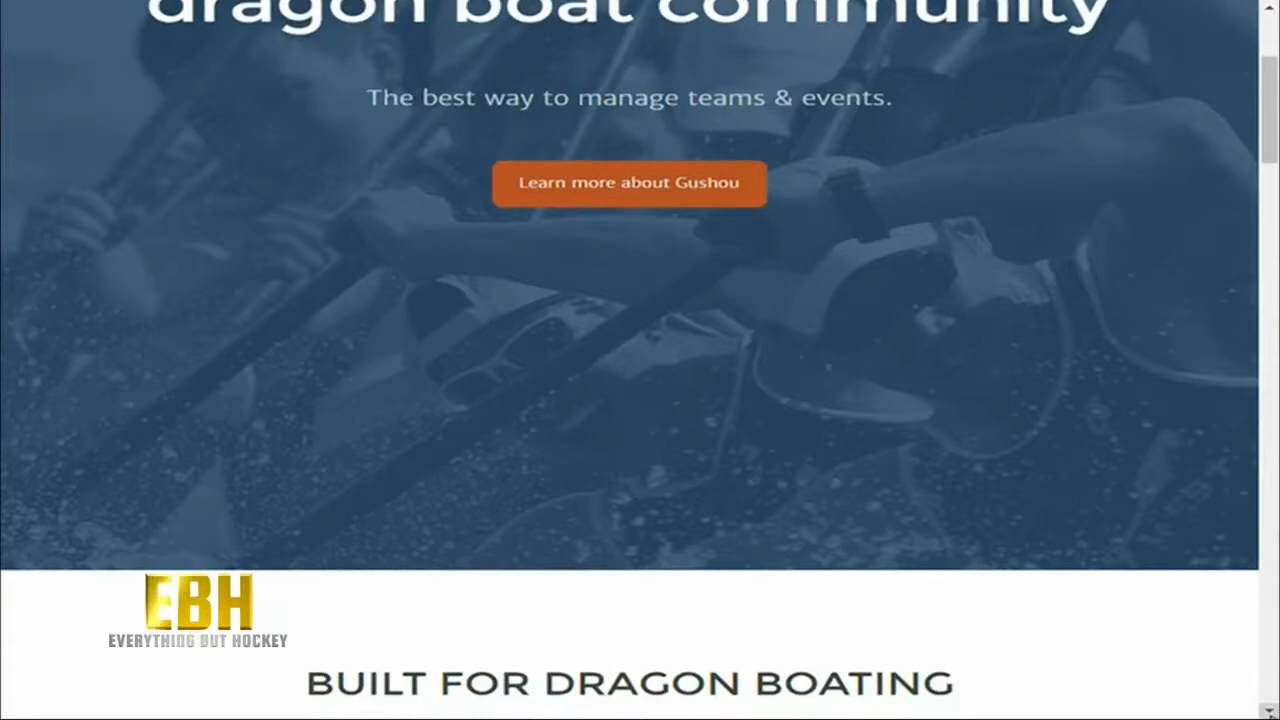 dragon boat community
The best way to manage teams & events.
Learn more about Gushou
EBH
EVERYTHING BUT HOCKEY
BUILT FOR DRAGON BOATING